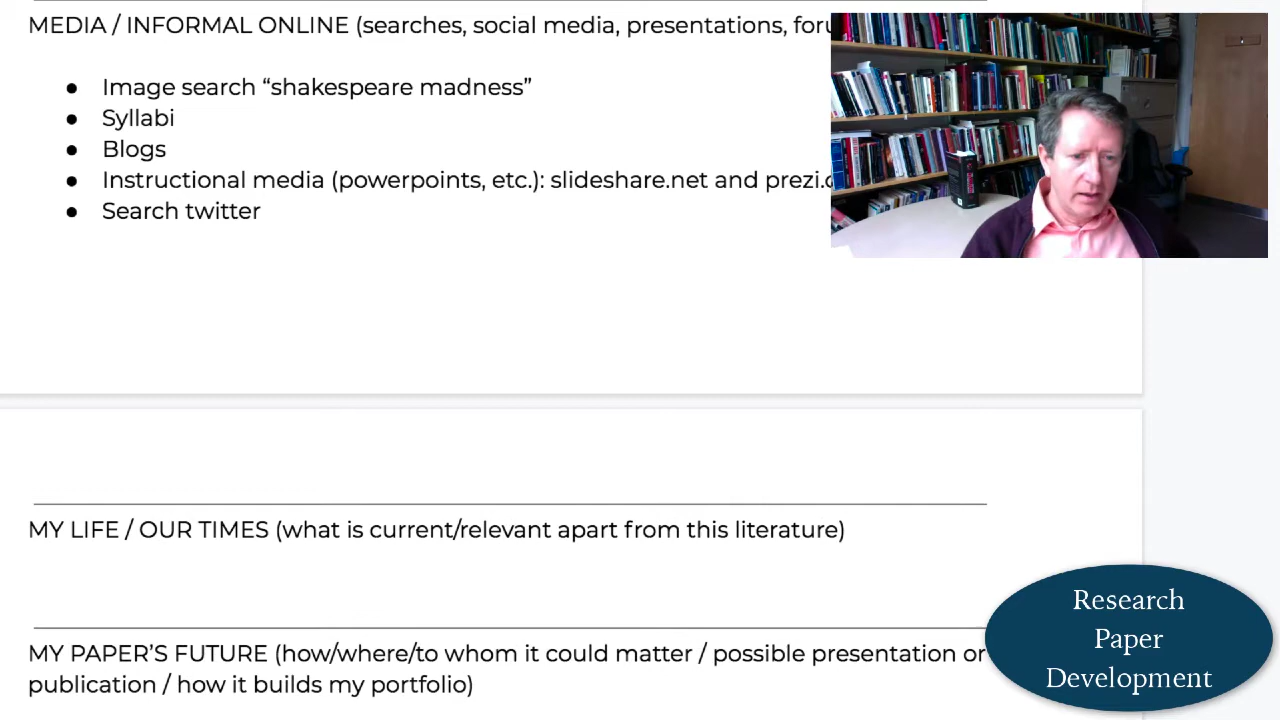 MEDIA / INFORMAL ONLINE (searches, social media, presentations,
● Image search “shakespeare madness”
● Syllabi
● Blogs
● Instructional media (powerpoints, etc.): slideshare.net and
● Search twitter
MY LIFE / OUR TIMES (what is current/relevant apart from this literature)
MY PAPER’S FUTURE (how/where/to whom it could matter / possible presentation or
publication / how it builds my portfolio)
Research
Paper
Development